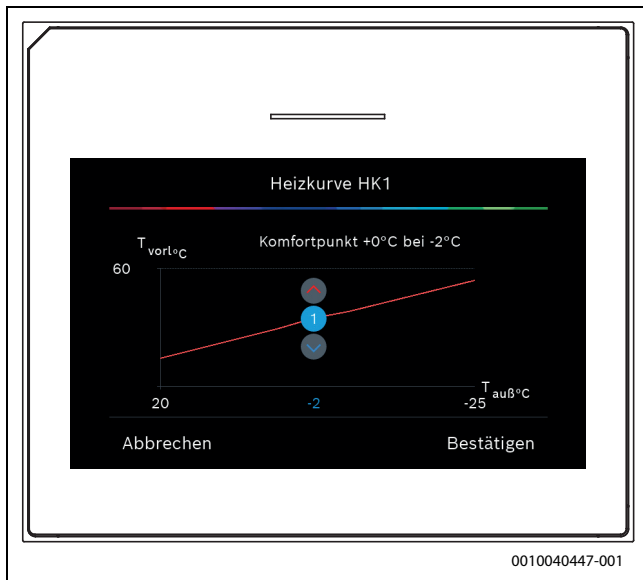 Heizkurve HK1
T vorl°C
Komfortpunkt +0°C bei -2°C
60
1
T auß°C
20
-2
-25
Abbrechen
Bestätigen
0010040447-001